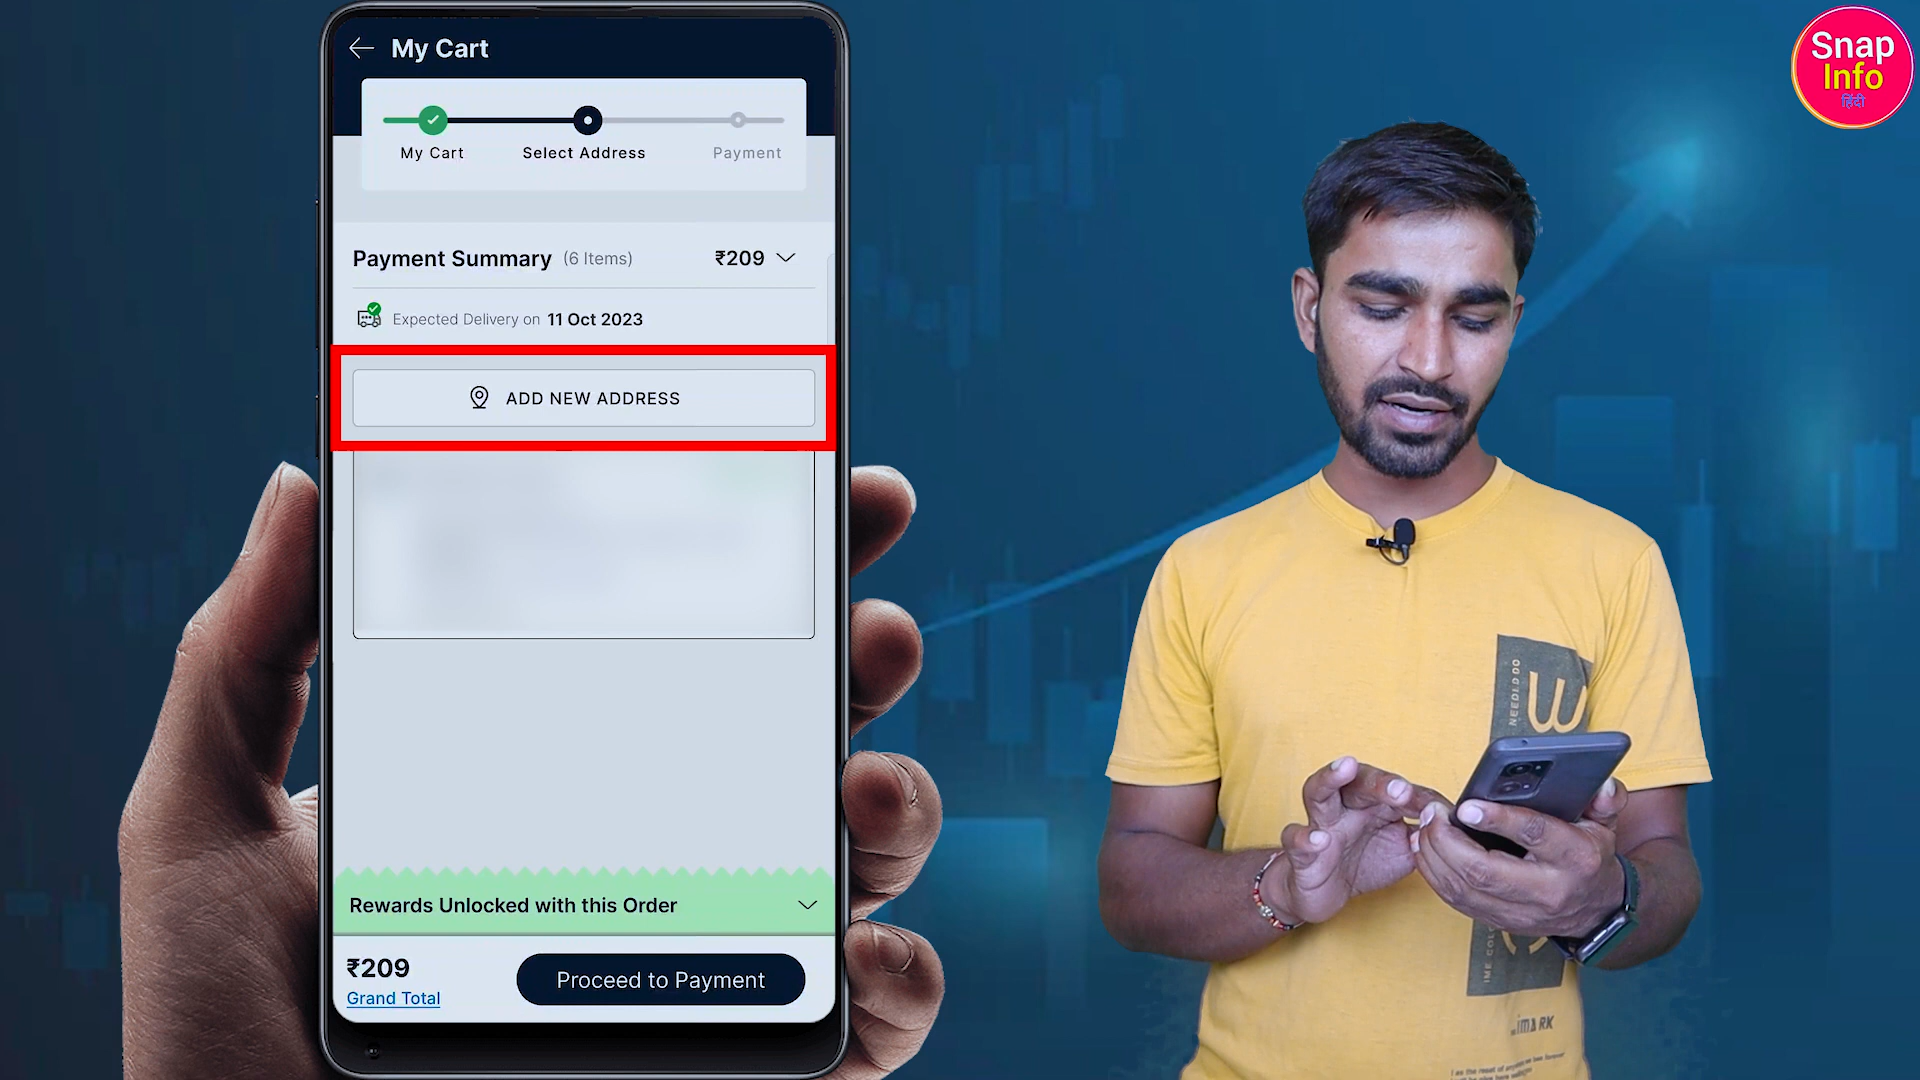 My Cart
My Cart
Select Address
Payment
Payment Summary (6 Items) ₹209
Expected Delivery on 11 Oct 2023
ADD NEW ADDRESS
Rewards Unlocked with this Order
₹209
Grand Total
Proceed to Payment
Snap
Info
हिंदी